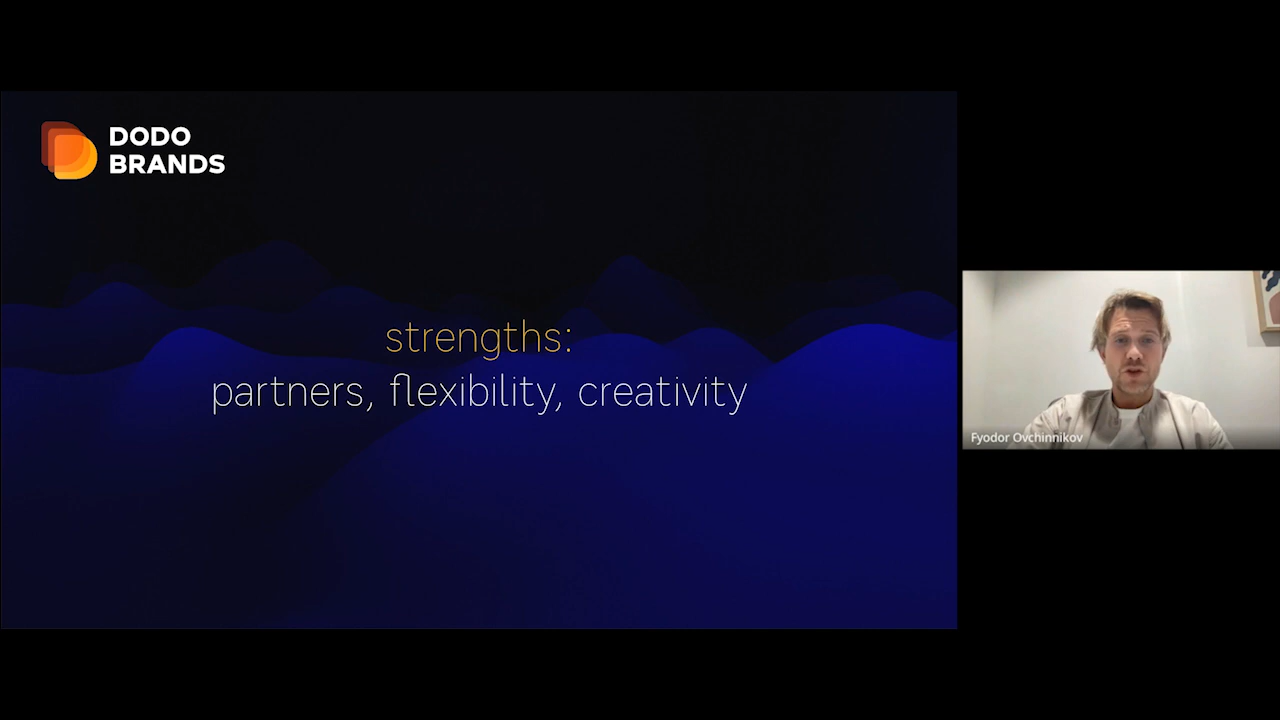 DODO
BRANDS
strengths:
partners, flexibility, creativity
Fyodor Ovchinnikov